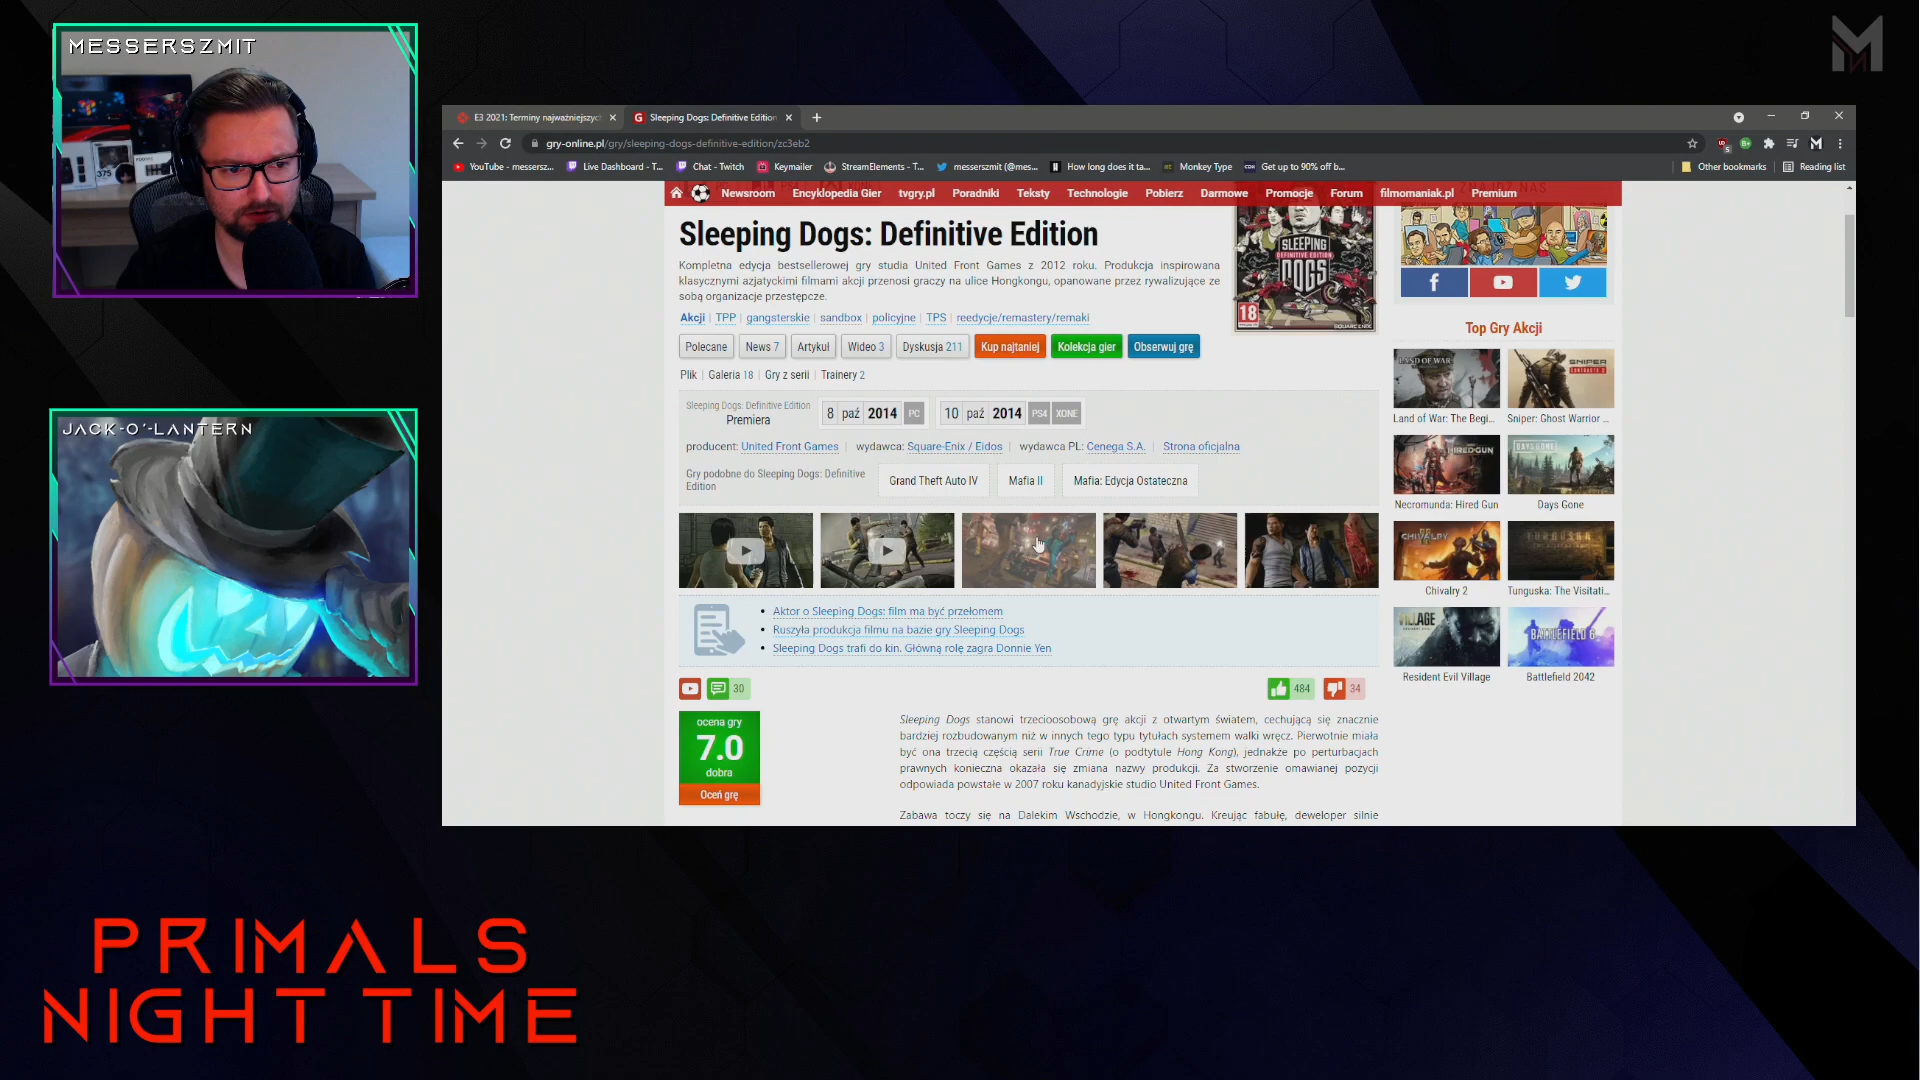 MESSERSZMIT
JACK-O'-LANTERN
PRIMALS
NIGHT TIME
E3 2021: Terminy najważniejszyc
Sleeping Dogs: Definitive Edition
gry-online.pl/gry/sleeping-dogs-definitive-edition/zc3eb2
YouTube - messersz...
Live Dashboard - T...
Chat - Twitch
Keymailer
StreamElements - T...
messerszmit (@mes...
How long does it ta...
Monkey Type
Get up to 90% off b...
Other bookmarks
Reading list
Newsroom
Encyklopedia Gier
tvgry.pl
Poradniki
Teksty
Technologie
Pobierz
Darmowe
Promocje
Forum
filmomaniak.pl
Premium
Sleeping Dogs: Definitive Edition
Kompletna edycja bestsellerowej gry studia United Front Games z 2012 roku. Produkcja inspirowana
klasycznymi azjatyckimi filmami akcji przenosi graczy na ulice Hongkongu, opanowane przez rywalizujące ze
sobą organizacje przestępcze.
Akcji | TPP | gangsterskie | sandbox | policyjne | TPS | reedycje/remastery/remaki
Polecane
News 7
Artykuł
Wideo 3
Dyskusja 211
Kup najtaniej
Kolekcja gier
Obserwuj grę
Plik | Galeria 18 | Gry z serii | Trainery 2
SLEEPING
DEFINITIVE EDITION
DOGS
18
SQUARE ENIX
Sleeping Dogs: Definitive Edition
Premiera
8 paź 2014 PC
10 paź 2014 PS4 XONE
producent: United Front Games | wydawca: Square-Enix / Eidos | wydawca PL: Cenega S.A. | Strona oficjalna
Gry podobne do Sleeping Dogs: Definitive
Edition
Grand Theft Auto IV
Mafia II
Mafia: Edycja Ostateczna
Aktor o Sleeping Dogs: film ma być przełomem
Ruszyła produkcja filmu na bazie gry Sleeping Dogs
Sleeping Dogs trafi do kin. Główną rolę zagra Donnie Yen
30
484
34
ocena gry
7.0
dobra
Oceń grę
Sleeping Dogs stanowi trzecioosobową grę akcji z otwartym światem, cechującą się znacznie
bardziej rozbudowanym niż w innych tego typu tytułach systemem walki wręcz. Pierwotnie miała
być ona trzecią częścią serii True Crime (o podtytule Hong Kong), jednakże po perturbacjach
prawnych konieczna okazała się zmiana nazwy produkcji. Za stworzenie omawianej pozycji
odpowiada powstałe w 2007 roku kanadyjskie studio United Front Games.
Zabawa toczy się na Dalekim Wschodzie, w Hongkongu. Kreując fabułę, deweloper silnie
ZNAJDŹ NAS
Top Gry Akcji
Land of War: The Begi...
Sniper: Ghost Warrior ...
Necromunda: Hired Gun
Days Gone
Chivalry 2
Tunguska: The Visitati...
Resident Evil Village
Battlefield 2042